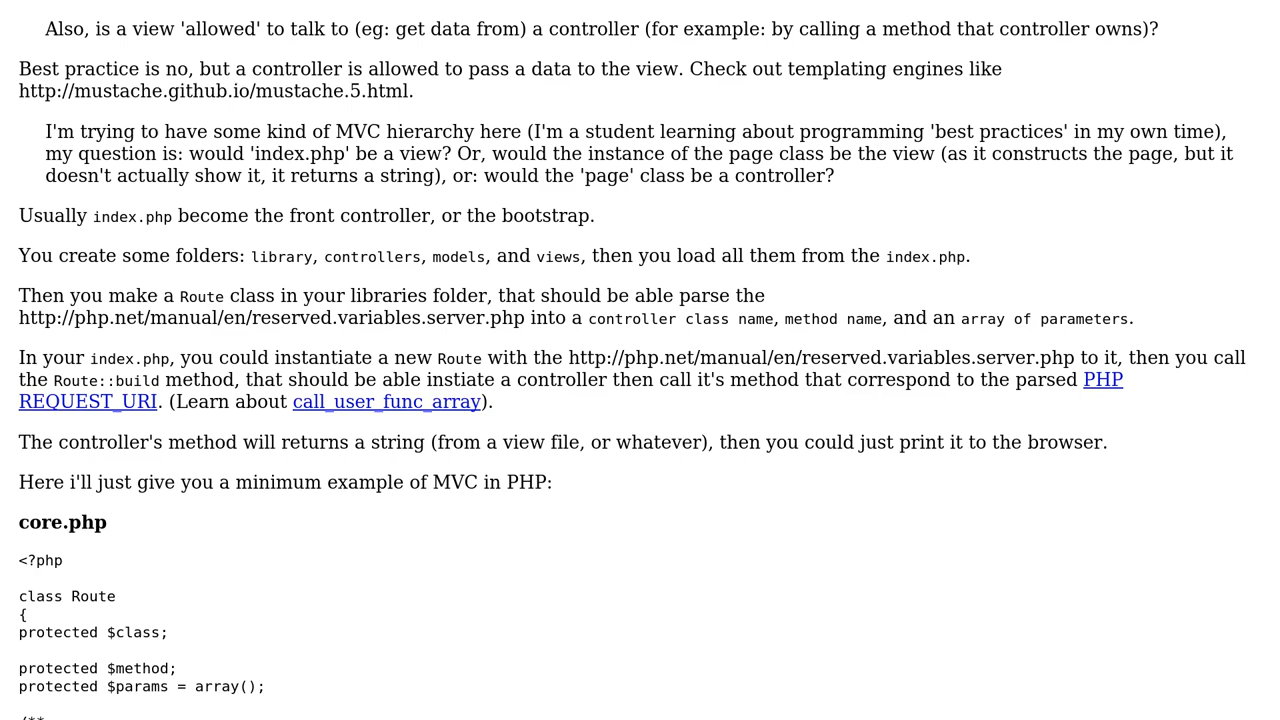 Also, is a view 'allowed' to talk to (eg: get data from) a controller (for example: by calling a method that controller owns)?
Best practice is no, but a controller is allowed to pass a data to the view. Check out templating engines like
http://mustache.github.io/mustache.5.html.
I'm trying to have some kind of MVC hierarchy here (I'm a student learning about programming 'best practices' in my own time),
my question is: would 'index.php' be a view? Or, would the instance of the page class be the view (as it constructs the page, but it
doesn't actually show it, it returns a string), or: would the 'page' class be a controller?
Usually index.php become the front controller, or the bootstrap.
You create some folders: library, controllers, models, and views, then you load all them from the index.php.
Then you make a Route class in your libraries folder, that should be able parse the
http://php.net/manual/en/reserved.variables.server.php into a controller class name, method name, and an array of parameters.
In your index.php, you could instantiate a new Route with the http://php.net/manual/en/reserved.variables.server.php to it, then you call
the Route::build method, that should be able instiate a controller then call it's method that correspond to the parsed PHP
REQUEST_URI. (Learn about call_user_func_array).
The controller's method will returns a string (from a view file, or whatever), then you could just print it to the browser.
Here i'll just give you a minimum example of MVC in PHP:
core.php
<?php
class Route
{
protected $class;
protected $method;
protected $params = array();
/**